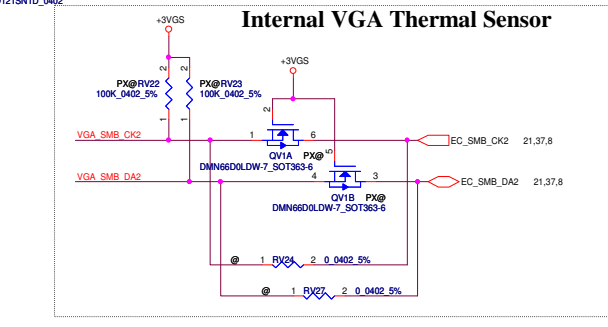 0121SN1D_0402
Internal VGA Thermal Sensor
+3VGS
+3VGS
2
2
PX@RV22
100K_0402_5%
PX@RV23
100K_0402_5%
1
1
2
VGA_SMB_CK2
1
6
EC_SMB_CK2 21,37,8
QV1A PX@
DMN66D0LDW-7_SOT363-6
5
VGA_SMB_DA2
4
3
EC_SMB_DA2 21,37,8
QV1B PX@
DMN66D0LDW-7_SOT363-6
@ 1 RV24 2 0_0402_5%
@ 1 RV27 2 0_0402_5%